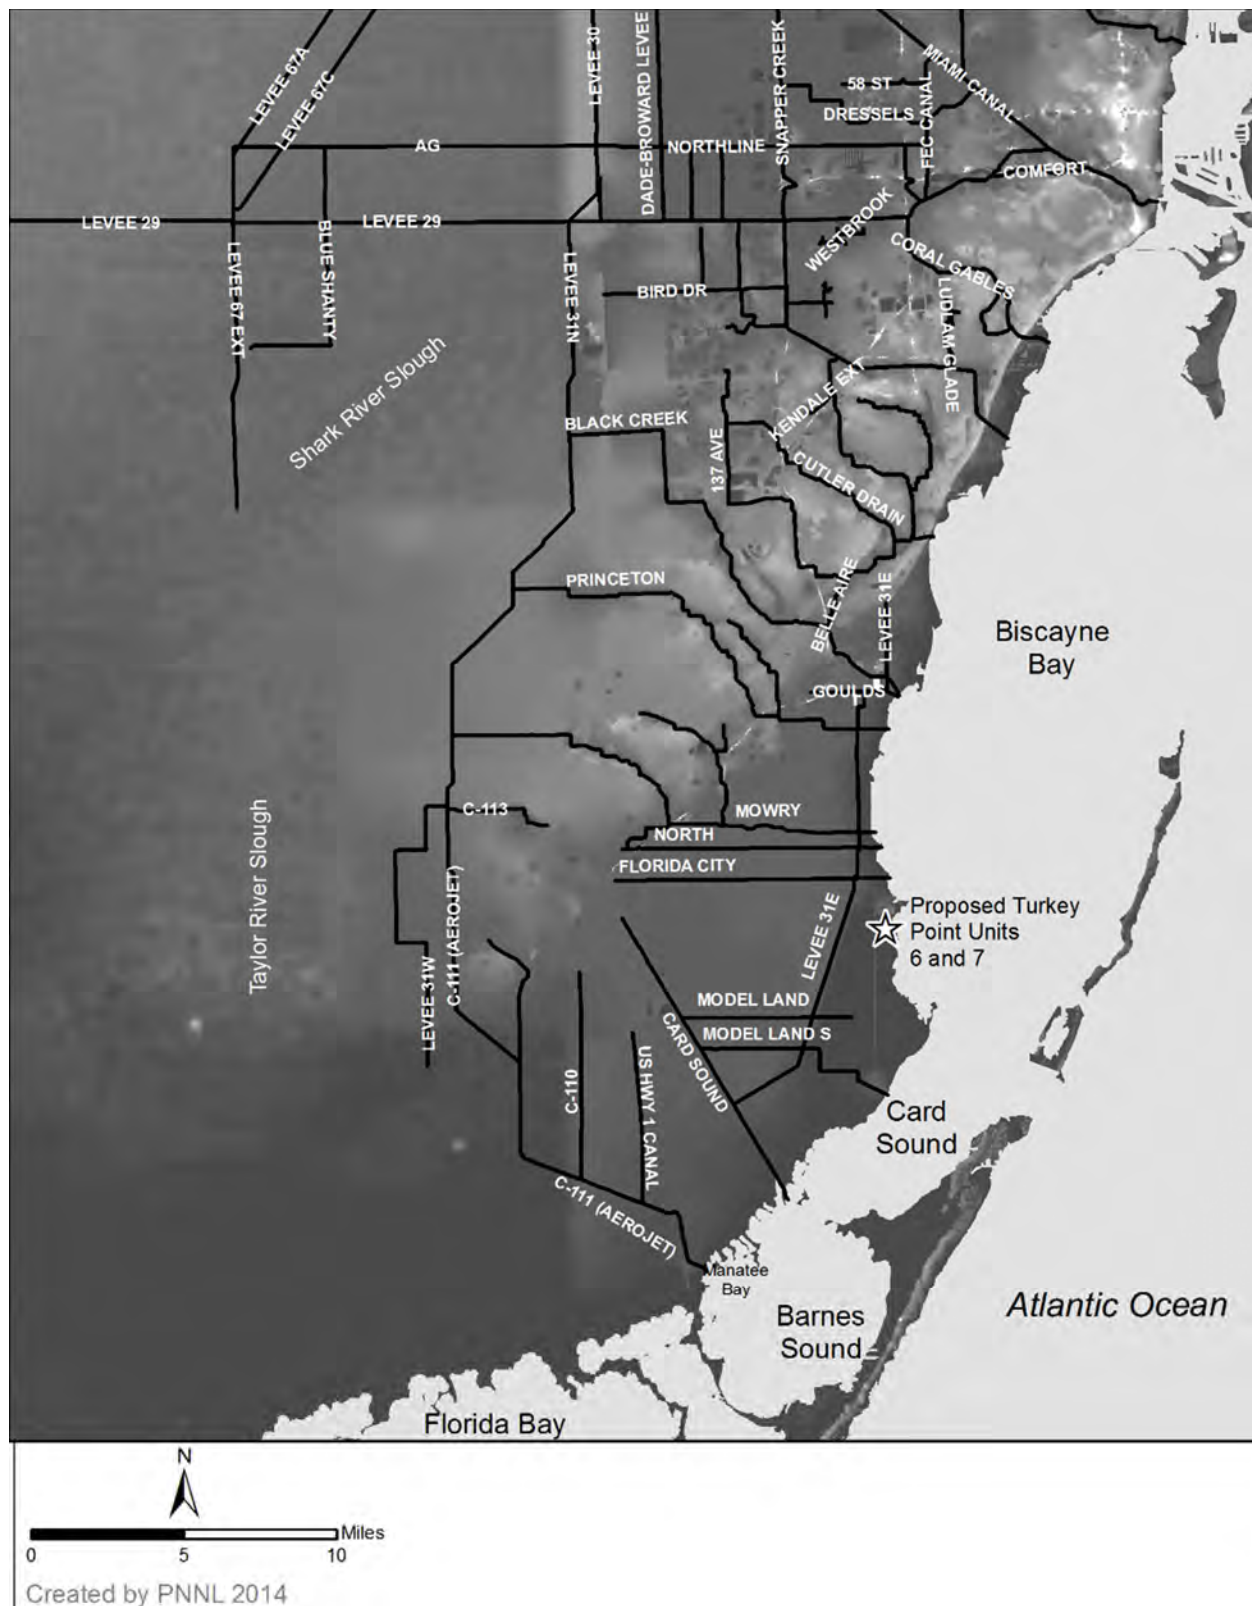 LEVEE 67A
LEVEE 67C
LEVEE 30
DADE-BROWARD LEVEE
SNAPPER CREEK
58 ST
DRESSELS
FEC CANAL
MIAMI CANAL
AG
NORTHLINE
COMFORT
LEVEE 29
LEVEE 29
LEVEE 67 EXT
BLUE SHANTY
LEVEE 31N
WESTBROOK
CORAL GABLES
BIRD DR
LUDLAM GLADE
Shark River Slough
KENDALE EXT
BLACK CREEK
137 AVE
CUTLER DRAIN
PRINCETON
BELLE AIRE
LEVEE 31E
Biscayne
Bay
GOULDS
C-113
MOWRY
NORTH
FLORIDA CITY
Taylor River Slough
C-111 (AEROJET)
LEVEE 31W
LEVEE 31E
Proposed Turkey
Point Units
6 and 7
MODEL LAND
MODEL LAND S
CARD SOUND
C-110
US HWY 1 CANAL
Card
Sound
C-111 (AEROJET)
Manatee
Bay
Barnes
Sound
Atlantic Ocean
Florida Bay
N
Miles
0 5 10
Created by PNNL 2014